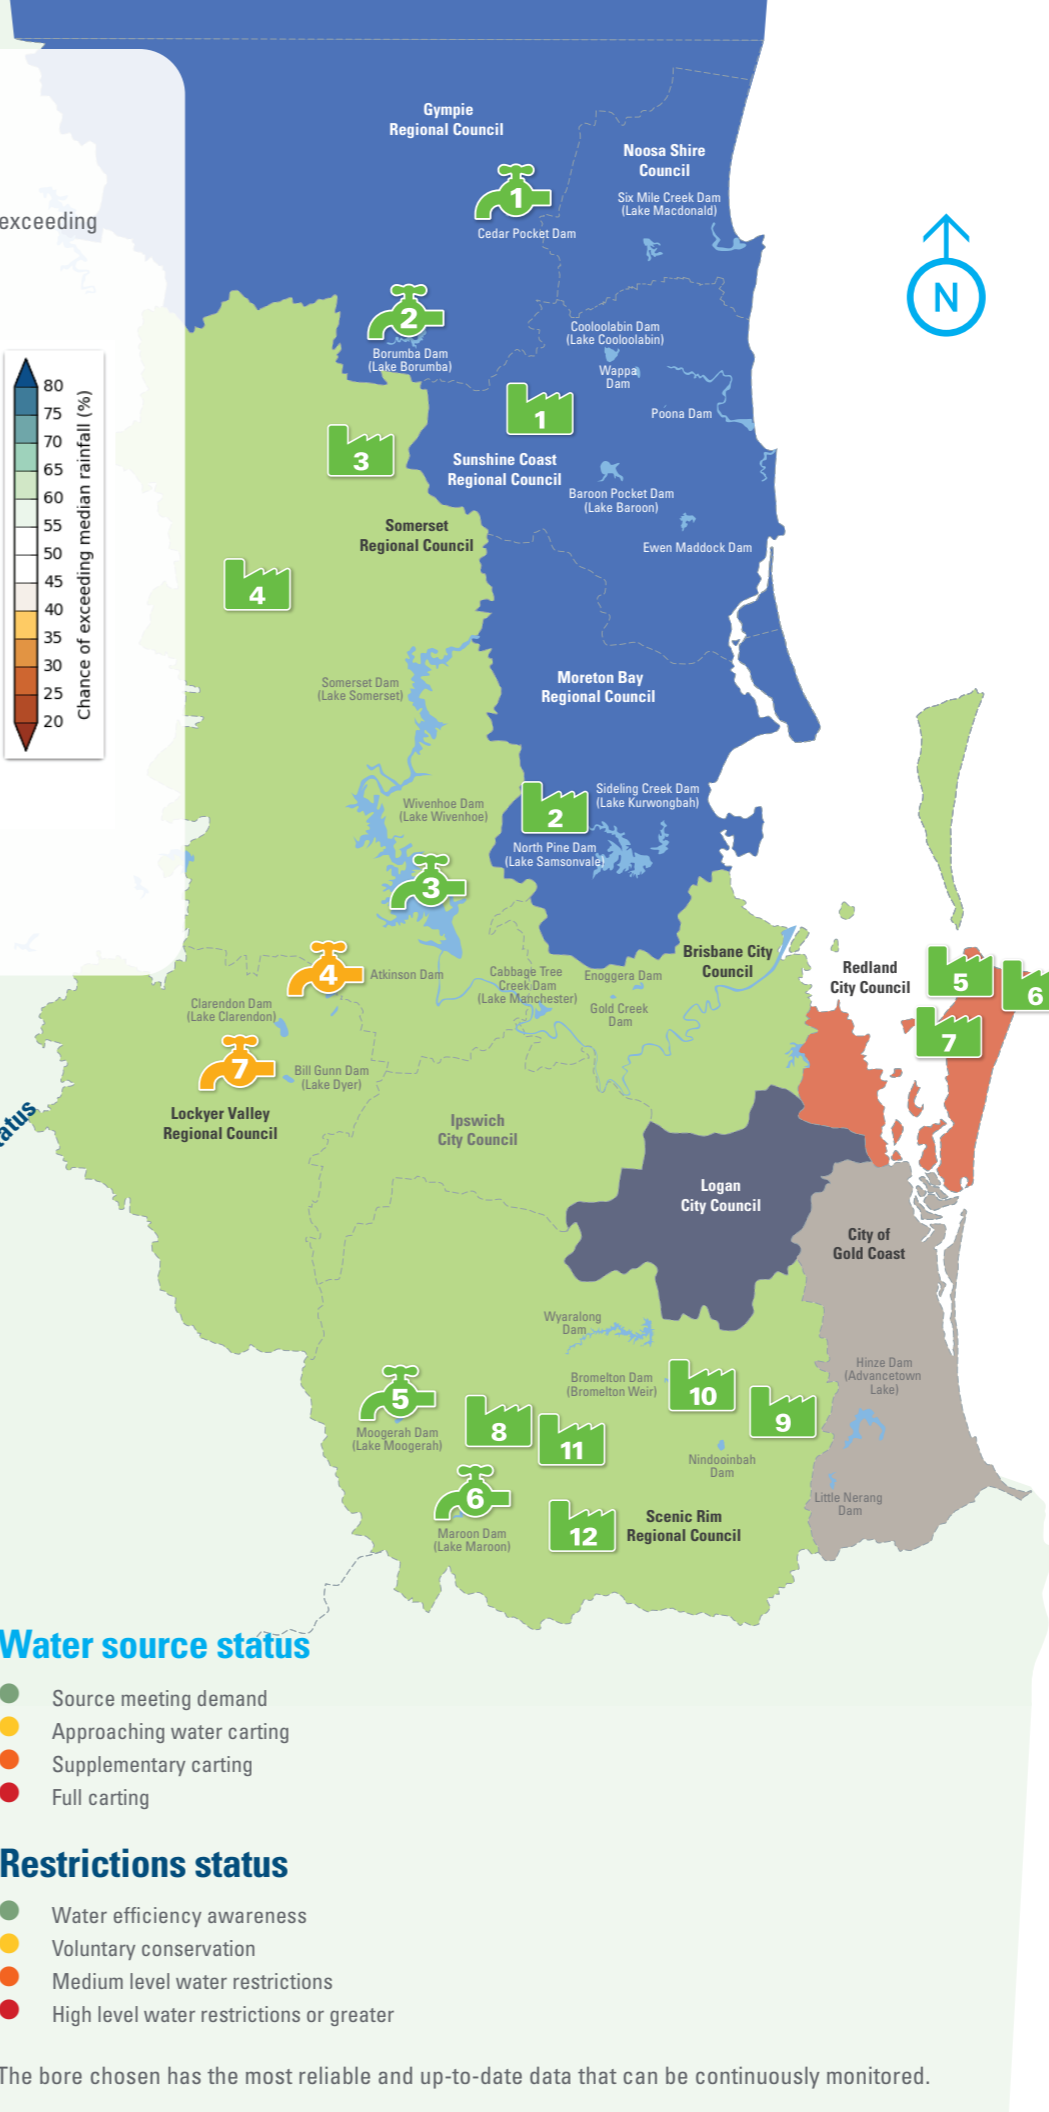 Gympie
Regional Council
Noosa Shire
Council
Six Mile Creek Dam
(Lake Macdonald)
1
Cedar Pocket Dam
exceeding
N
2
Borumba Dam
(Lake Borumba)
Cooloolabin Dam
(Lake Cooloolabin)
Wappa
Dam
Poona Dam
1
Sunshine Coast
Regional Council
Baroon Pocket Dam
(Lake Baroon)
Ewen Maddock Dam
80
75
70
65
60
55
50
45
40
35
30
25
20
Chance of exceeding median rainfall (%)
3
Somerset
Regional Council
4
Somerset Dam
(Lake Somerset)
Moreton Bay
Regional Council
Wivenhoe Dam
(Lake Wivenhoe)
2
Sideling Creek Dam
(Lake Kurwongbah)
North Pine Dam
(Lake Samsonvale)
3
4
Atkinson Dam
Cabbage Tree
Creek Dam
(Lake Manchester)
Enoggera Dam
Gold Creek
Dam
Brisbane City
Council
Redland
City Council
5
6
7
Clarendon Dam
(Lake Clarendon)
7
Bill Gunn Dam
(Lake Dyer)
Lockyer Valley
Regional Council
atus
Ipswich
City Council
Logan
City Council
City of
Gold Coast
Wyaralong
Dam
Bromelton Dam
(Bromelton Weir)
10
9
Hinze Dam
(Advancetown
Lake)
5
Moogerah Dam
(Lake Moogerah)
8
11
Nindooinbah
Dam
Little Nerang
Dam
6
Maroon Dam
(Lake Maroon)
12
Scenic Rim
Regional Council
Water source status
Source meeting demand
Approaching water carting
Supplementary carting
Full carting
Restrictions status
Water efficiency awareness
Voluntary conservation
Medium level water restrictions
High level water restrictions or greater
The bore chosen has the most reliable and up-to-date data that can be continuously monitored.